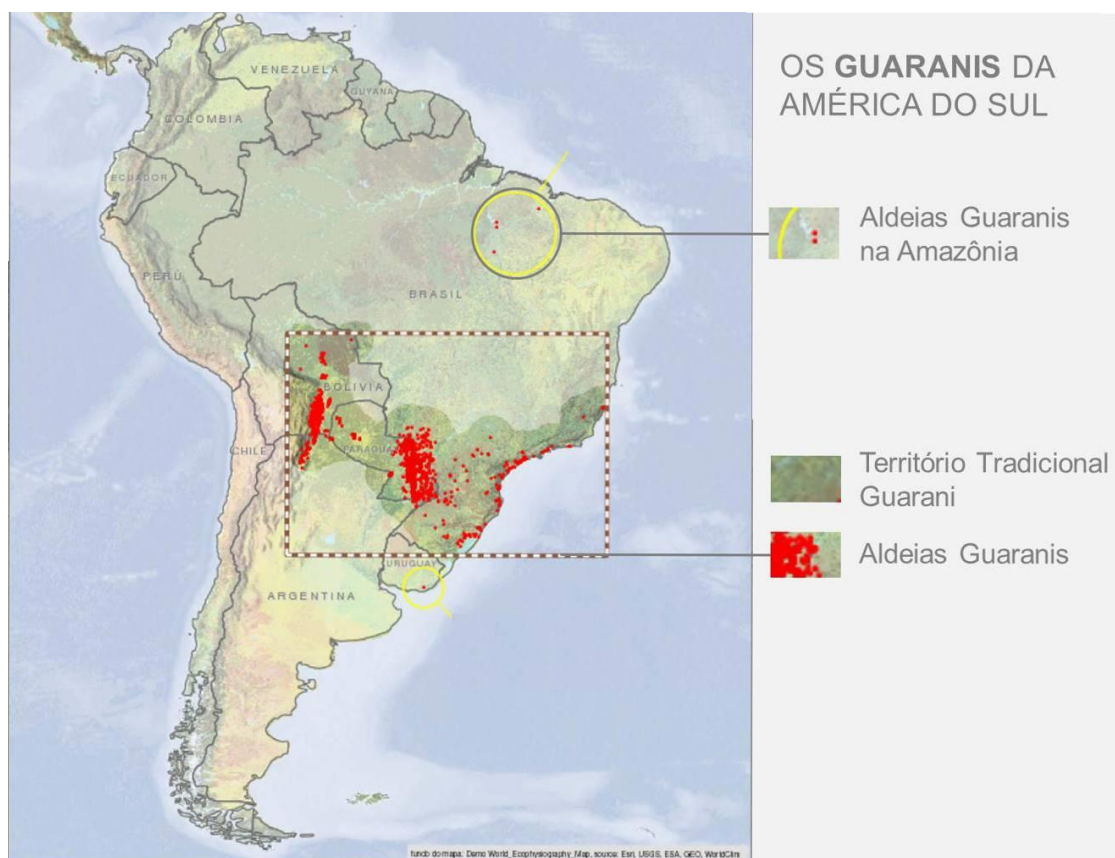 OS GUARANIS DA
AMÉRICA DO SUL
VENEZUELA
GUYANA
COLOMBIA
ECUADOR
Aldeias Guaranis
na Amazônia
PERÚ
BRASIL
BOLIVIA
CHILE
PARAGUAY
Território Tradicional
Guarani
Aldeias Guaranis
URUGUAY
ARGENTINA
fundo do mapa: Demo World_Ecophysiography_Map, source: Esri, USGS, ESA, GEO, WorldClim